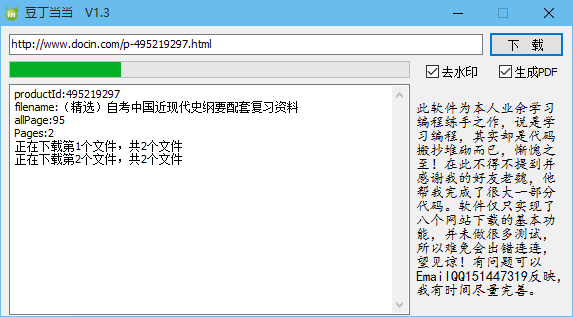 豆丁当当 V1.3
http://www.docin.com/p-495219297.html
下 载
去水印
生成PDF
productId:495219297
filename:（精选）自考中国近现代史纲要配套复习资料
allPage:95
Pages:2
正在下载第1个文件，共2个文件
正在下载第2个文件，共2个文件
此软件为本人业余学习
编程练手之作，说是学
习编程，其实却是代码
搬抄堆砌而已，惭愧之
至！在此不得不提到并
感谢我的好友老魏，他
帮我完成了很大一部分
代码。软件仅只实现了
八个网站下载的基本功
能，并未做很多测试，
所以难免会出错连连，
望见谅！有问题可以
EmailQQ151447319反映，
我有时间尽量完善。